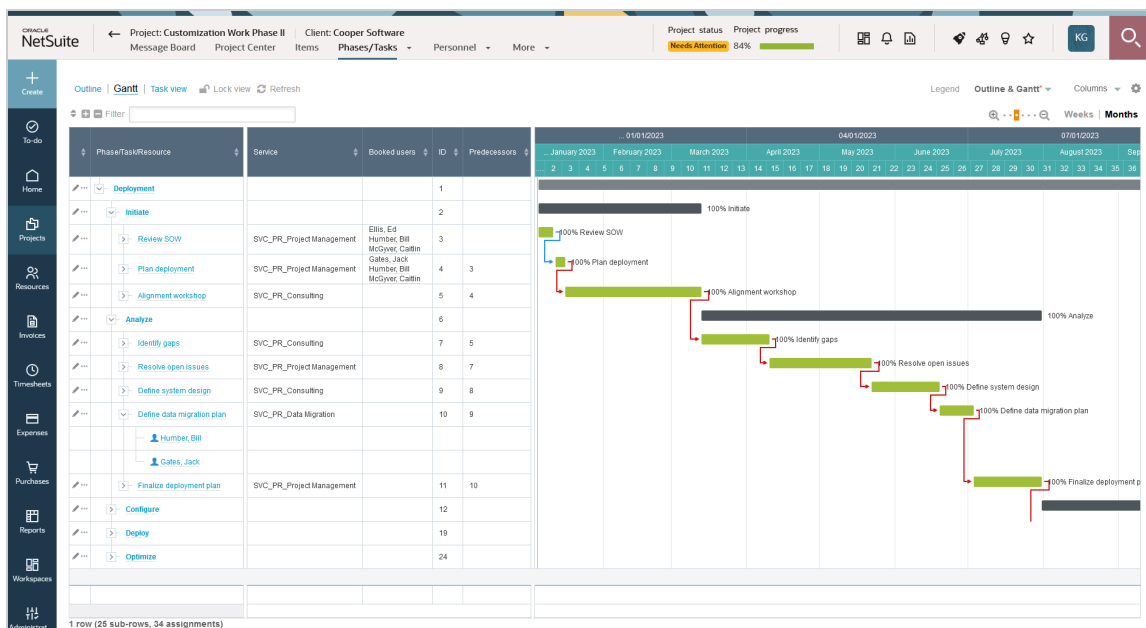 ORACLE
NetSuite
← Project: Customization Work Phase II | Client: Cooper Software
Message Board Project Center Items Phases/Tasks Personnel More
Project status Project progress
Needs Attention 84%
KG
Create
To-do
Home
Projects
Resources
Invoices
Timesheets
Expenses
Purchases
Reports
Workspaces
Administrat
Outline | Gantt | Task view Lock view Refresh
Legend Outline & Gantt* Columns
Filter
Weeks | Months
Phase/Task/Resource Service Booked users ID Predecessors
... 01/01/2023 04/01/2023 07/01/2023
... January 2023 February 2023 March 2023 April 2023 May 2023 June 2023 July 2023 August 2023 Sep
... 2 3 4 5 6 7 8 9 10 11 12 13 14 15 16 17 18 19 20 21 22 23 24 25 26 27 28 29 30 31 32 33 34 35 36
Deployment 1
Initiate 2 100% Initiate
Review SOW SVC_PR_Project Management Ellis, Ed
Humber, Bill
McGyver, Caitlin 3 100% Review SOW
Plan deployment SVC_PR_Project Management Gates, Jack
Humber, Bill
McGyver, Caitlin 4 3 100% Plan deployment
Alignment workshop SVC_PR_Consulting 5 4 100% Alignment workshop
Analyze 6 100% Analyze
Identify gaps SVC_PR_Consulting 7 5 100% Identify gaps
Resolve open issues SVC_PR_Project Management 8 7 100% Resolve open issues
Define system design SVC_PR_Consulting 9 8 100% Define system design
Define data migration plan SVC_PR_Data Migration 10 9 100% Define data migration plan
Humber, Bill
Gates, Jack
Finalize deployment plan SVC_PR_Project Management 11 10 100% Finalize deployment p
Configure 12
Deploy 19
Optimize 24
1 row (25 sub-rows, 34 assignments)